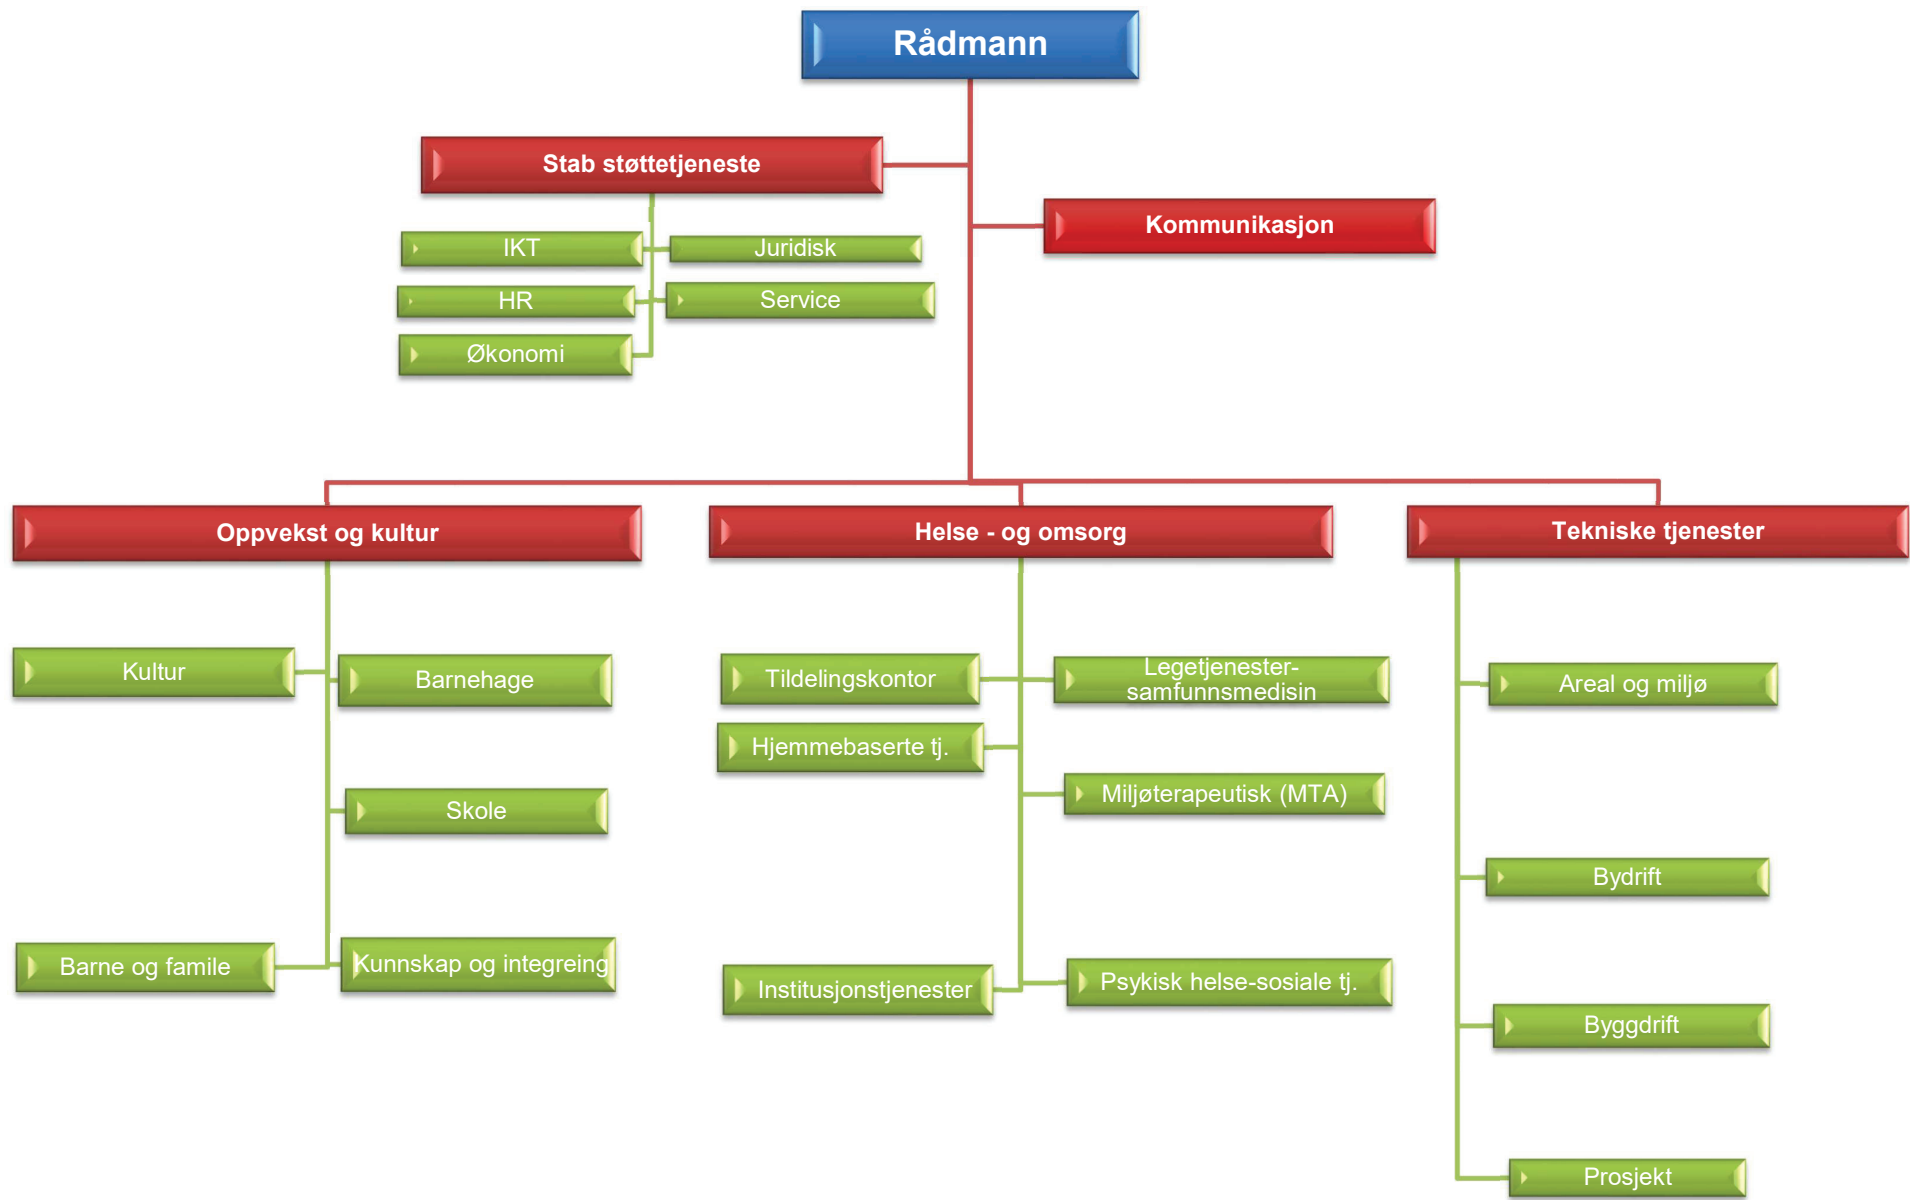 Rådmann
Stab støttetjeneste
Kommunikasjon
IKT
Juridisk
HR
Service
Økonomi
Oppvekst og kultur
Helse - og omsorg
Tekniske tjenester
Kultur
Barnehage
Skole
Barne og famile
Kunnskap og integreing
Tildelingskontor
Legetjenester-
samfunnsmedisin
Hjemmebaserte tj.
Miljøterapeutisk (MTA)
Institusjonstjenester
Psykisk helse-sosiale tj.
Areal og miljø
Bydrift
Byggdrift
Prosjekt